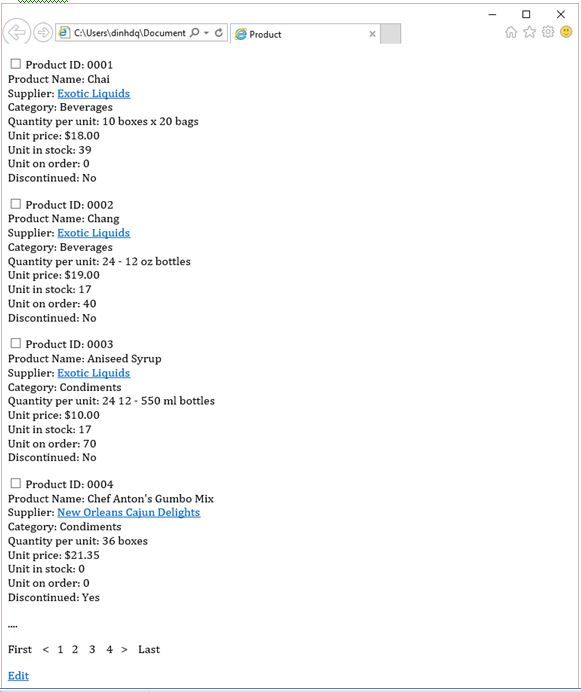 C:\Users\dinhdq\Document
Product
Product ID: 0001
Product Name: Chai
Supplier: Exotic Liquids
Category: Beverages
Quantity per unit: 10 boxes x 20 bags
Unit price: $18.00
Unit in stock: 39
Unit on order: 0
Discontinued: No
Product ID: 0002
Product Name: Chang
Supplier: Exotic Liquids
Category: Beverages
Quantity per unit: 24 - 12 oz bottles
Unit price: $19.00
Unit in stock: 17
Unit on order: 40
Discontinued: No
Product ID: 0003
Product Name: Aniseed Syrup
Supplier: Exotic Liquids
Category: Condiments
Quantity per unit: 24 12 - 550 ml bottles
Unit price: $10.00
Unit in stock: 17
Unit on order: 70
Discontinued: No
Product ID: 0004
Product Name: Chef Anton's Gumbo Mix
Supplier: New Orleans Cajun Delights
Category: Condiments
Quantity per unit: 36 boxes
Unit price: $21.35
Unit in stock: 0
Unit on order: 0
Discontinued: Yes
....
First < 1 2 3 4 > Last
Edit